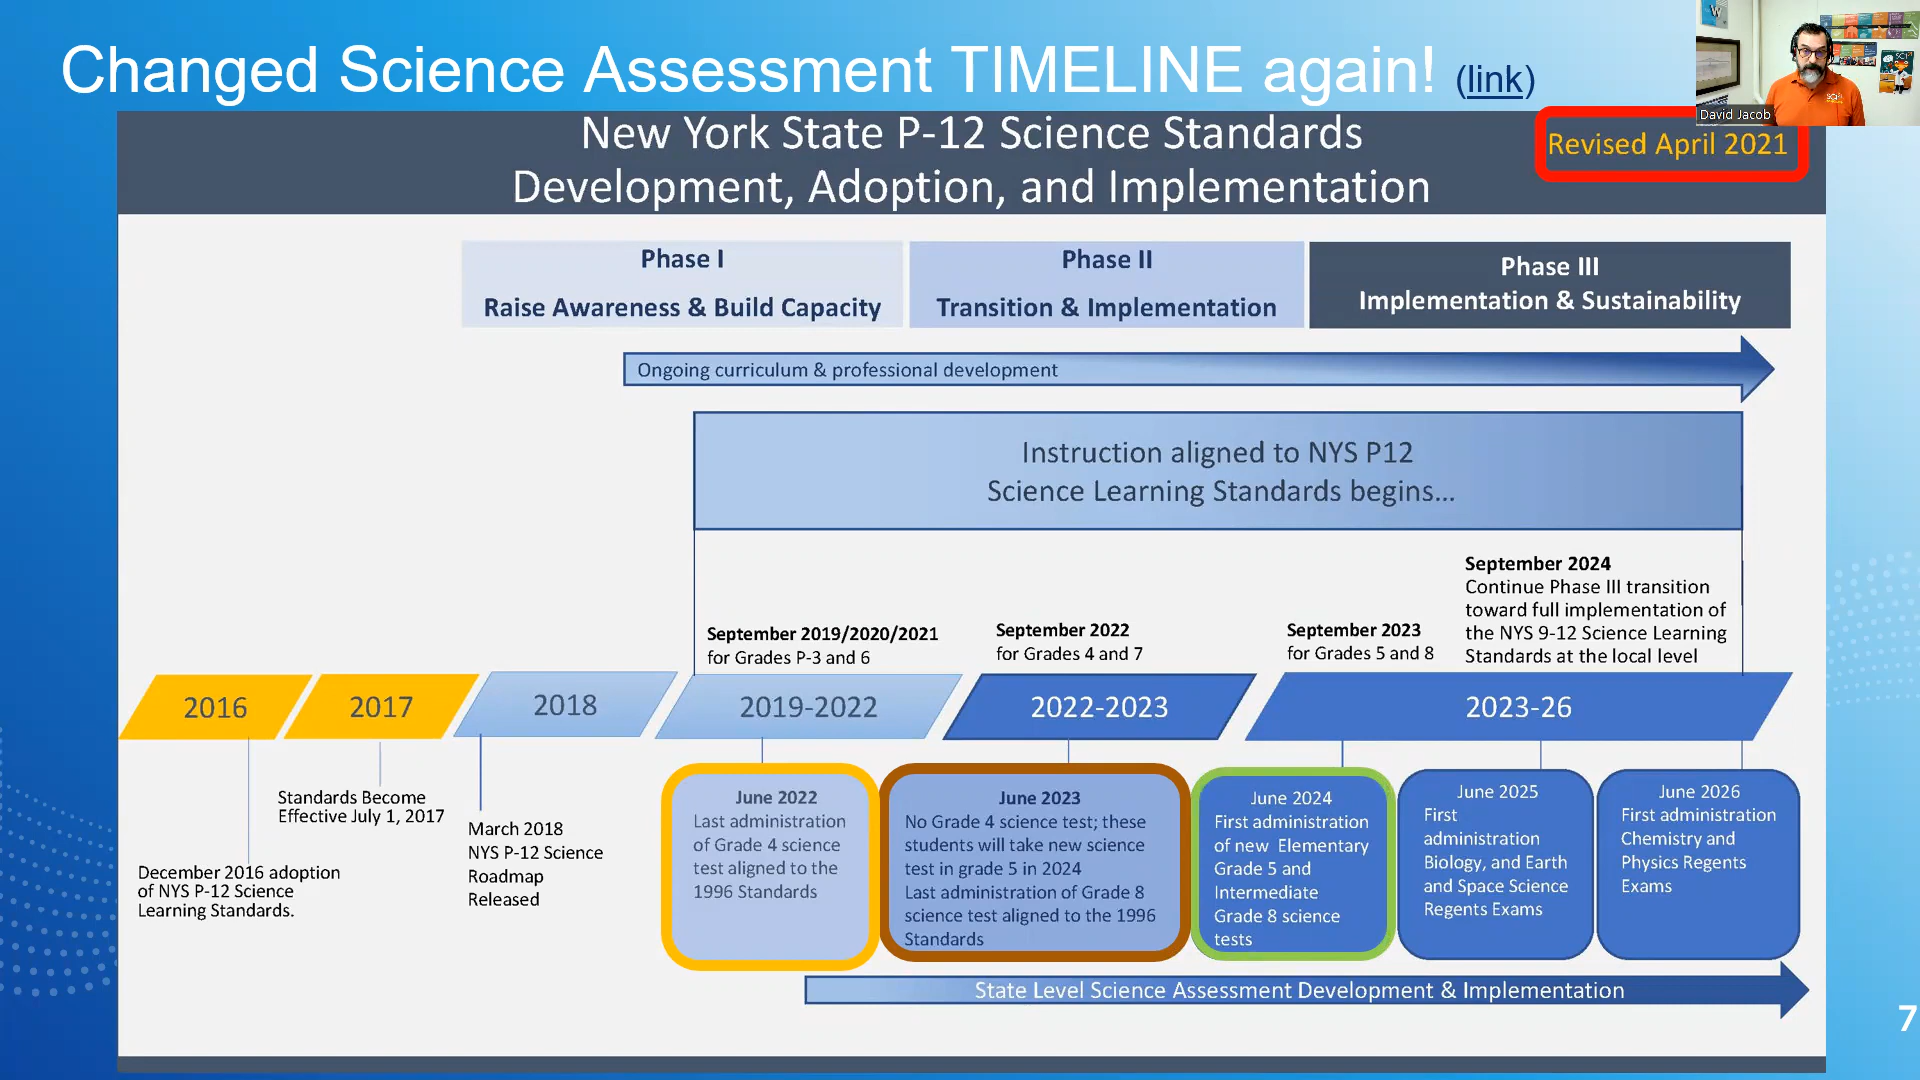 Changed Science Assessment TIMELINE again! (link)
David Jacob
New York State P-12 Science Standards
Development, Adoption, and Implementation
Revised April 2021
Phase I
Raise Awareness & Build Capacity
Phase II
Transition & Implementation
Phase III
Implementation & Sustainability
Ongoing curriculum & professional development
Instruction aligned to NYS P12
Science Learning Standards begins...
September 2019/2020/2021
for Grades P-3 and 6
September 2022
for Grades 4 and 7
September 2023
for Grades 5 and 8
September 2024
Continue Phase III transition
toward full implementation of
the NYS 9-12 Science Learning
Standards at the local level
2016
2017
2018
2019-2022
2022-2023
2023-26
December 2016 adoption
of NYS P-12 Science
Learning Standards.
Standards Become
Effective July 1, 2017
March 2018
NYS P-12 Science
Roadmap
Released
June 2022
Last administration
of Grade 4 science
test aligned to the
1996 Standards
June 2023
No Grade 4 science test; these
students will take new science
test in grade 5 in 2024
Last administration of Grade 8
science test aligned to the 1996
Standards
June 2024
First administration
of new Elementary
Grade 5 and
Intermediate
Grade 8 science
tests
June 2025
First
administration
Biology, and Earth
and Space Science
Regents Exams
June 2026
First administration
Chemistry and
Physics Regents
Exams
State Level Science Assessment Development & Implementation
7